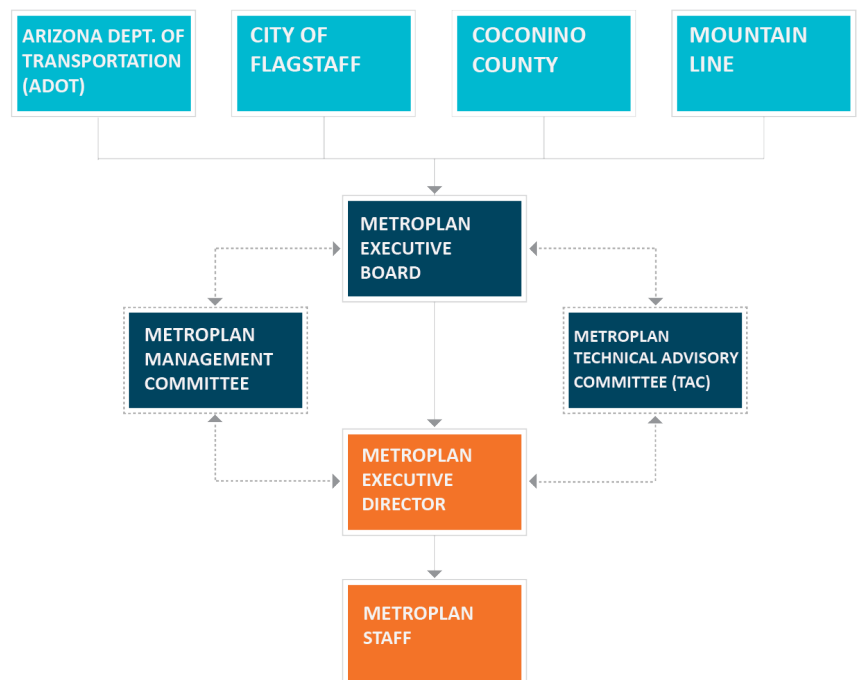 ARIZONA DEPT. OF
TRANSPORTATION
(ADOT)
CITY OF
FLAGSTAFF
COCONINO
COUNTY
MOUNTAIN
LINE
METROPLAN
EXECUTIVE
BOARD
METROPLAN
MANAGEMENT
COMMITTEE
METROPLAN
TECHNICAL ADVISORY
COMMITTEE (TAC)
METROPLAN
EXECUTIVE
DIRECTOR
METROPLAN
STAFF